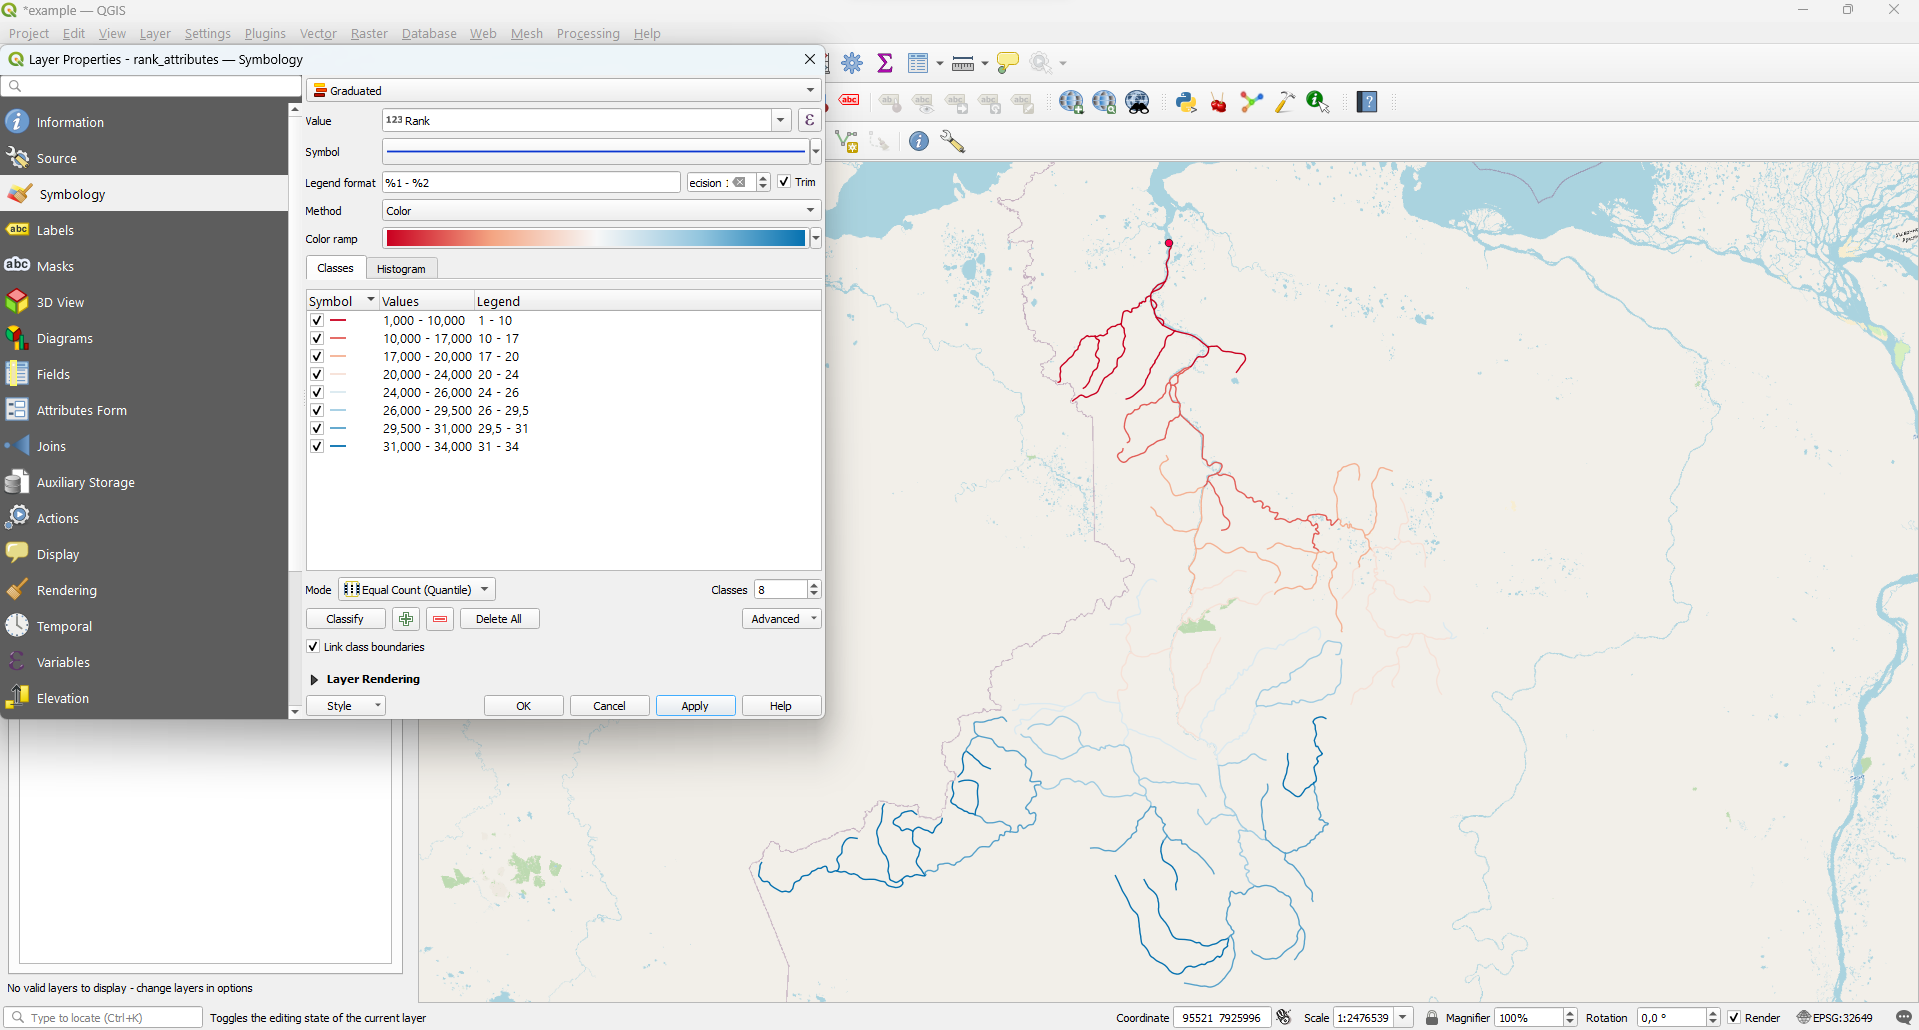 *example — QGIS
Project Edit View Layer Settings Plugins Vector Raster Database Web Mesh Processing Help
Layer Properties - rank_attributes — Symbology
Information
Source
Symbology
Labels
Masks
3D View
Diagrams
Fields
Attributes Form
Joins
Auxiliary Storage
Actions
Display
Rendering
Temporal
Variables
Elevation
Graduated
Value 123 Rank ε
Symbol
Legend format %1 - %2 ecision : Trim
Method Color
Color ramp
Classes Histogram
Symbol Values Legend
1,000 - 10,000 1 - 10
10,000 - 17,000 10 - 17
17,000 - 20,000 17 - 20
20,000 - 24,000 20 - 24
24,000 - 26,000 24 - 26
26,000 - 29,500 26 - 29,5
29,500 - 31,000 29,5 - 31
31,000 - 34,000 31 - 34
Mode Equal Count (Quantile) Classes 8
Classify Delete All Advanced
Link class boundaries
Layer Rendering
Style OK Cancel Apply Help
No valid layers to display - change layers in options
Type to locate (Ctrl+K) Toggles the editing state of the current layer Coordinate 95521 7925996 Scale 1:2476539 Magnifier 100% Rotation 0,0 ° Render EPSG:32649